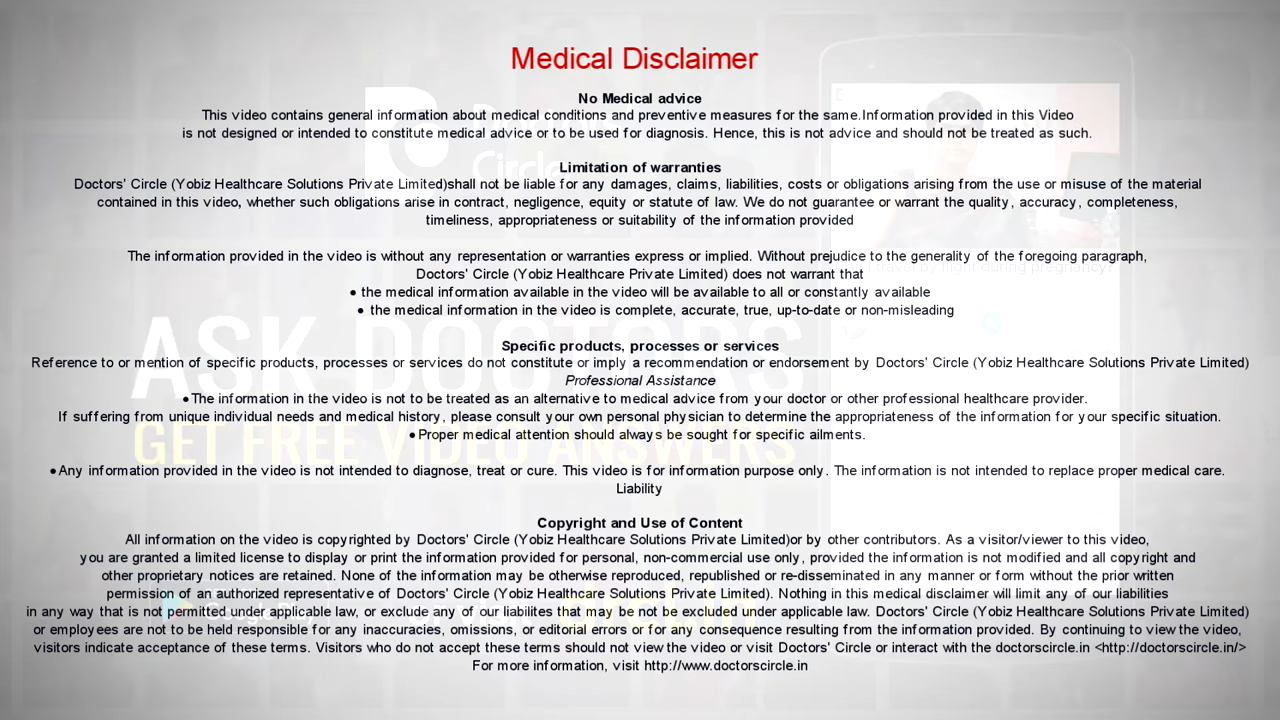 Medical Disclaimer
No Medical advice
This video contains general information about medical conditions and preventive measures for the same.Information provided in this Video
is not designed or intended to constitute medical advice or to be used for diagnosis. Hence, this is not advice and should not be treated as such.
Limitation of warranties
Doctors' Circle (Yobiz Healthcare Solutions Private Limited)shall not be liable for any damages, claims, liabilities, costs or obligations arising from the use or misuse of the material
contained in this video, whether such obligations arise in contract, negligence, equity or statute of law. We do not guarantee or warrant the quality, accuracy, completeness,
timeliness, appropriateness or suitability of the information provided
The information provided in the video is without any representation or warranties express or implied. Without prejudice to the generality of the foregoing paragraph,
Doctors' Circle (Yobiz Healthcare Private Limited) does not warrant that
• the medical information available in the video will be available to all or constantly available
• the medical information in the video is complete, accurate, true, up-to-date or non-misleading
Specific products, processes or services
Reference to or mention of specific products, processes or services do not constitute or imply a recommendation or endorsement by Doctors' Circle (Yobiz Healthcare Solutions Private Limited)
Professional Assistance
•The information in the video is not to be treated as an alternative to medical advice from your doctor or other professional healthcare provider.
If suffering from unique individual needs and medical history, please consult your own personal physician to determine the appropriateness of the information for your specific situation.
•Proper medical attention should always be sought for specific ailments.
•Any information provided in the video is not intended to diagnose, treat or cure. This video is for information purpose only. The information is not intended to replace proper medical care.
Liability
Copyright and Use of Content
All information on the video is copyrighted by Doctors' Circle (Yobiz Healthcare Solutions Private Limited)or by other contributors. As a visitor/viewer to this video,
you are granted a limited license to display or print the information provided for personal, non-commercial use only, provided the information is not modified and all copyright and
other proprietary notices are retained. None of the information may be otherwise reproduced, republished or re-disseminated in any manner or form without the prior written
permission of an authorized representative of Doctors' Circle (Yobiz Healthcare Solutions Private Limited). Nothing in this medical disclaimer will limit any of our liabilities
in any way that is not permitted under applicable law, or exclude any of our liabilites that may be not be excluded under applicable law. Doctors' Circle (Yobiz Healthcare Solutions Private Limited)
or employees are not to be held responsible for any inaccuracies, omissions, or editorial errors or for any consequence resulting from the information provided. By continuing to view the video,
visitors indicate acceptance of these terms. Visitors who do not accept these terms should not view the video or visit Doctors' Circle or interact with the doctorscircle.in <http://doctorscircle.in/>
For more information, visit http://www.doctorscircle.in
Circle
ASK DOCTORS
GET FREE VIDEO ANSWERS
travel by flight during pregnancy?
Google Play
or visit